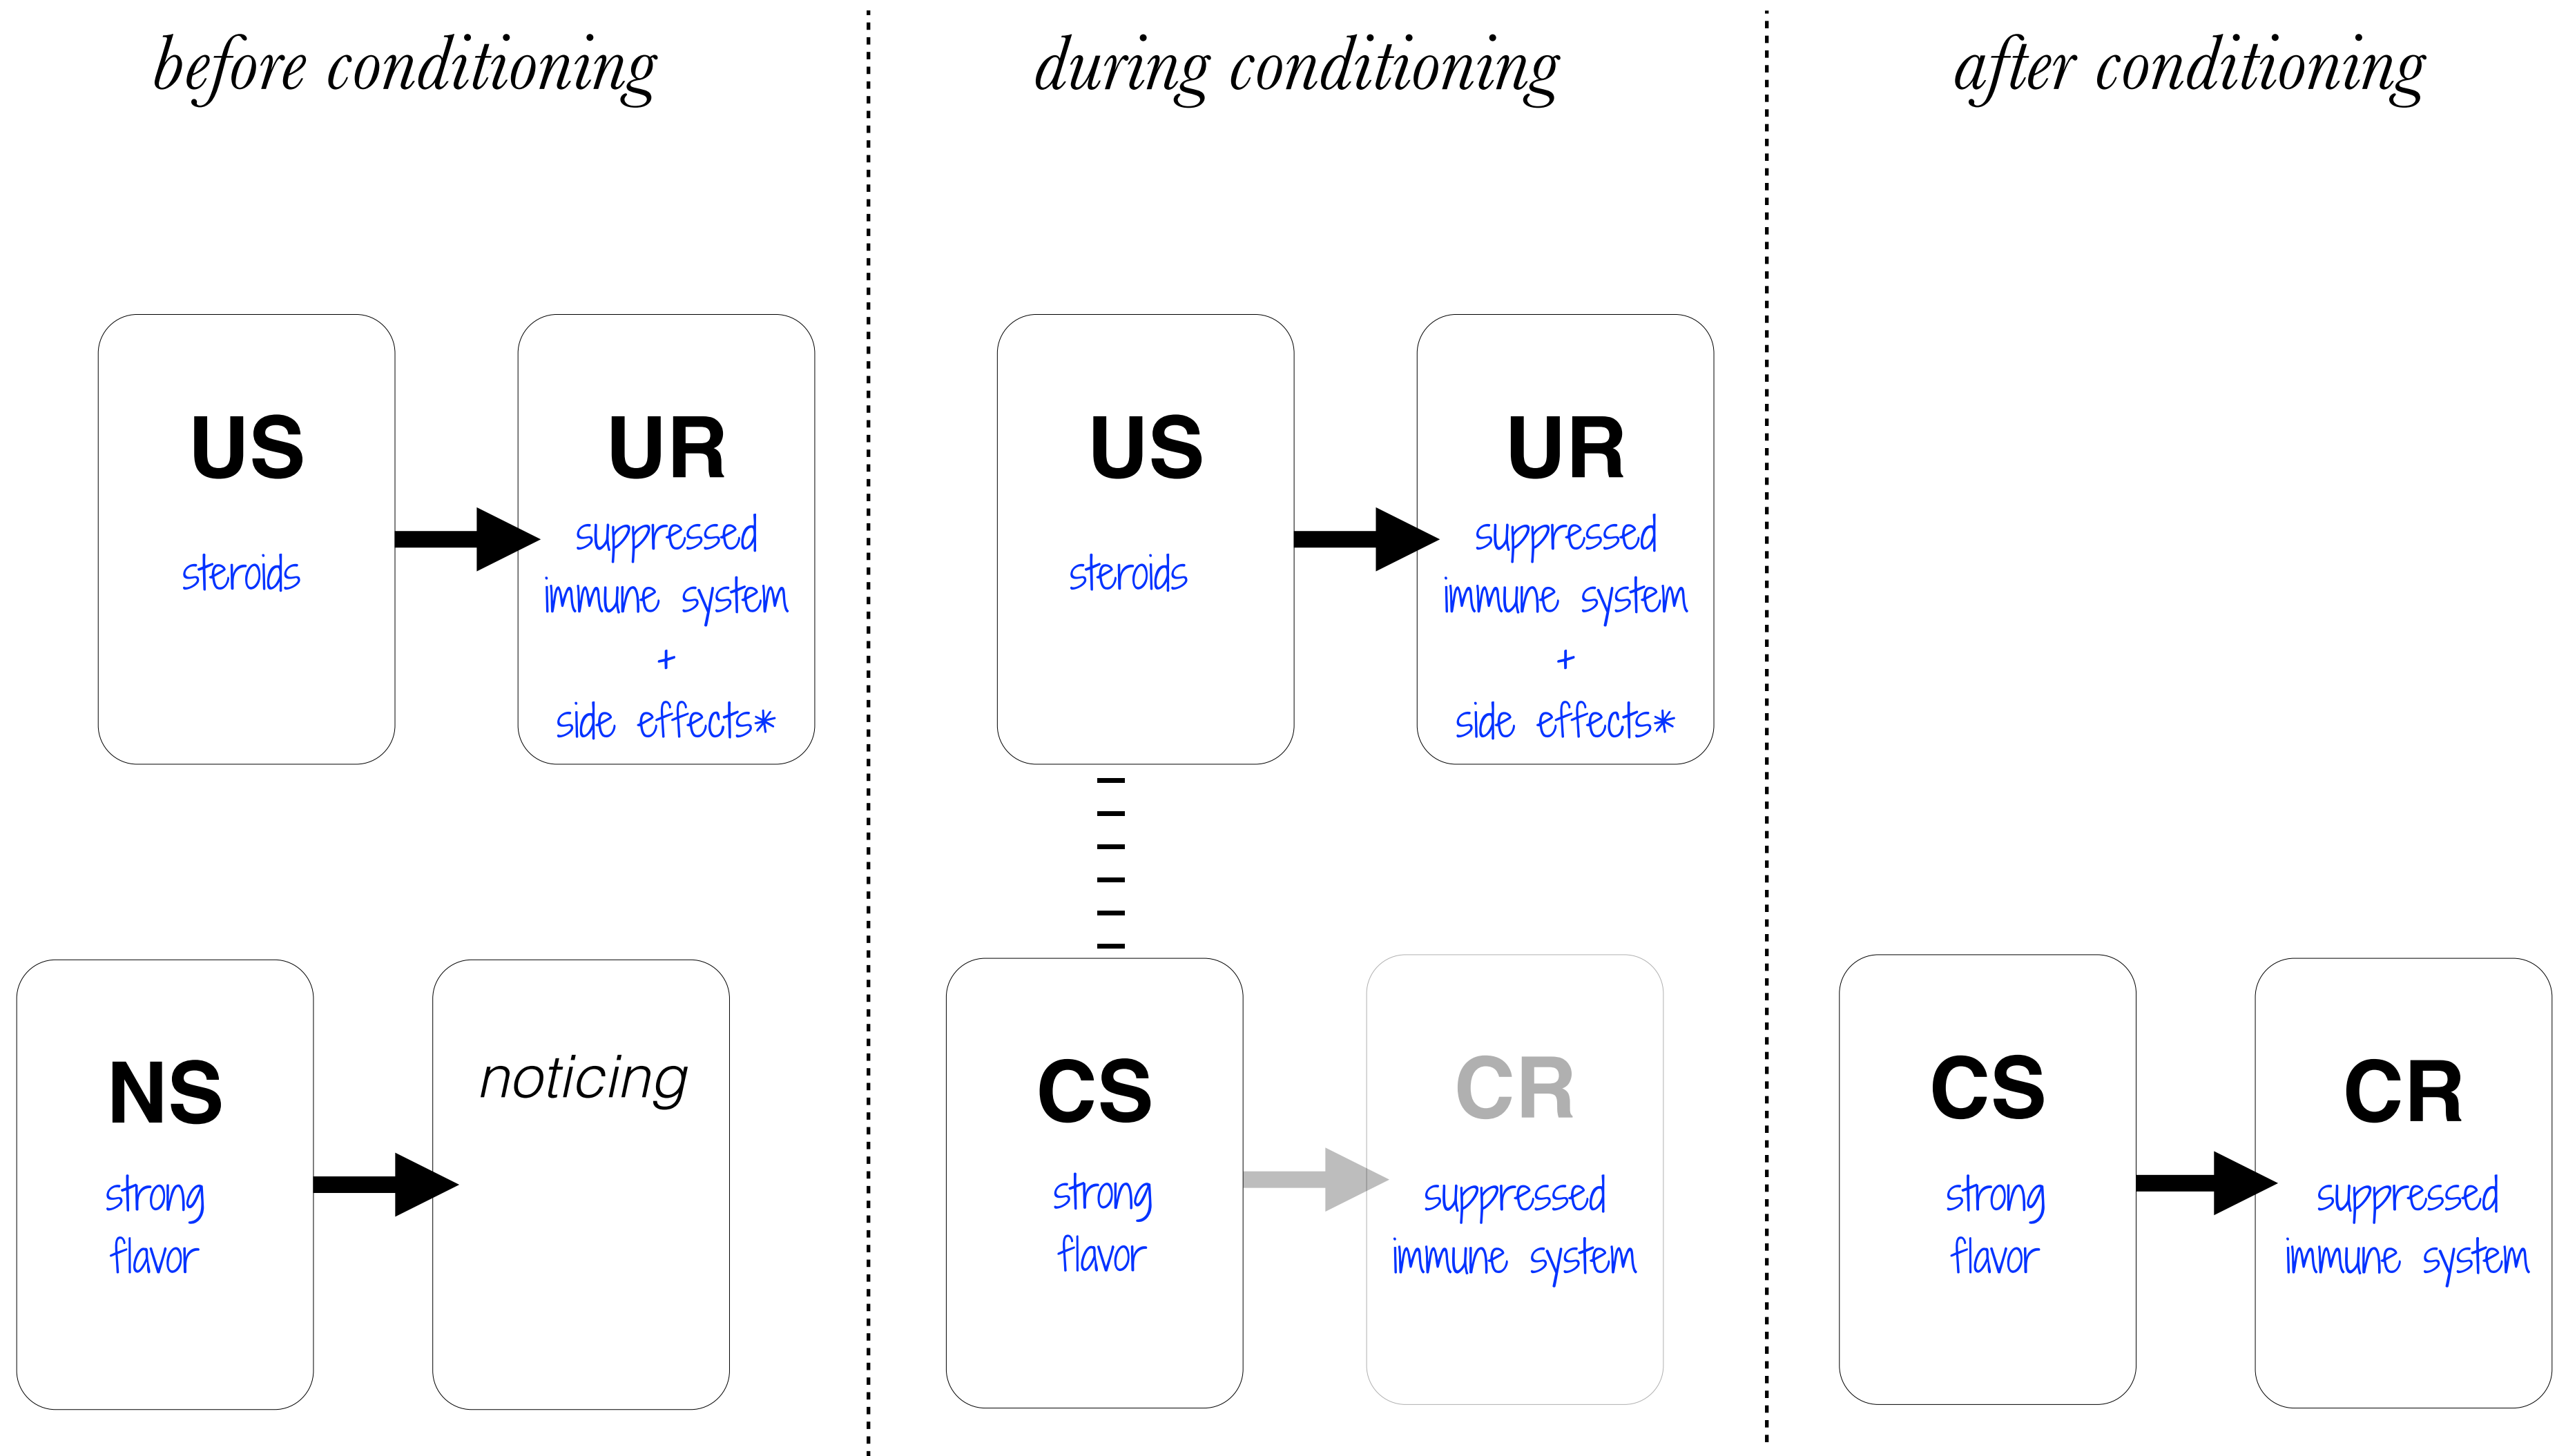 before conditioning
US
steroids
UR
suppressed
immune system
+
side effects*
NS
strong
flavor
noticing
during conditioning
US
steroids
UR
suppressed
immune system
+
side effects*
CS
strong
flavor
CR
suppressed
immune system
after conditioning
CS
strong
flavor
CR
suppressed
immune system